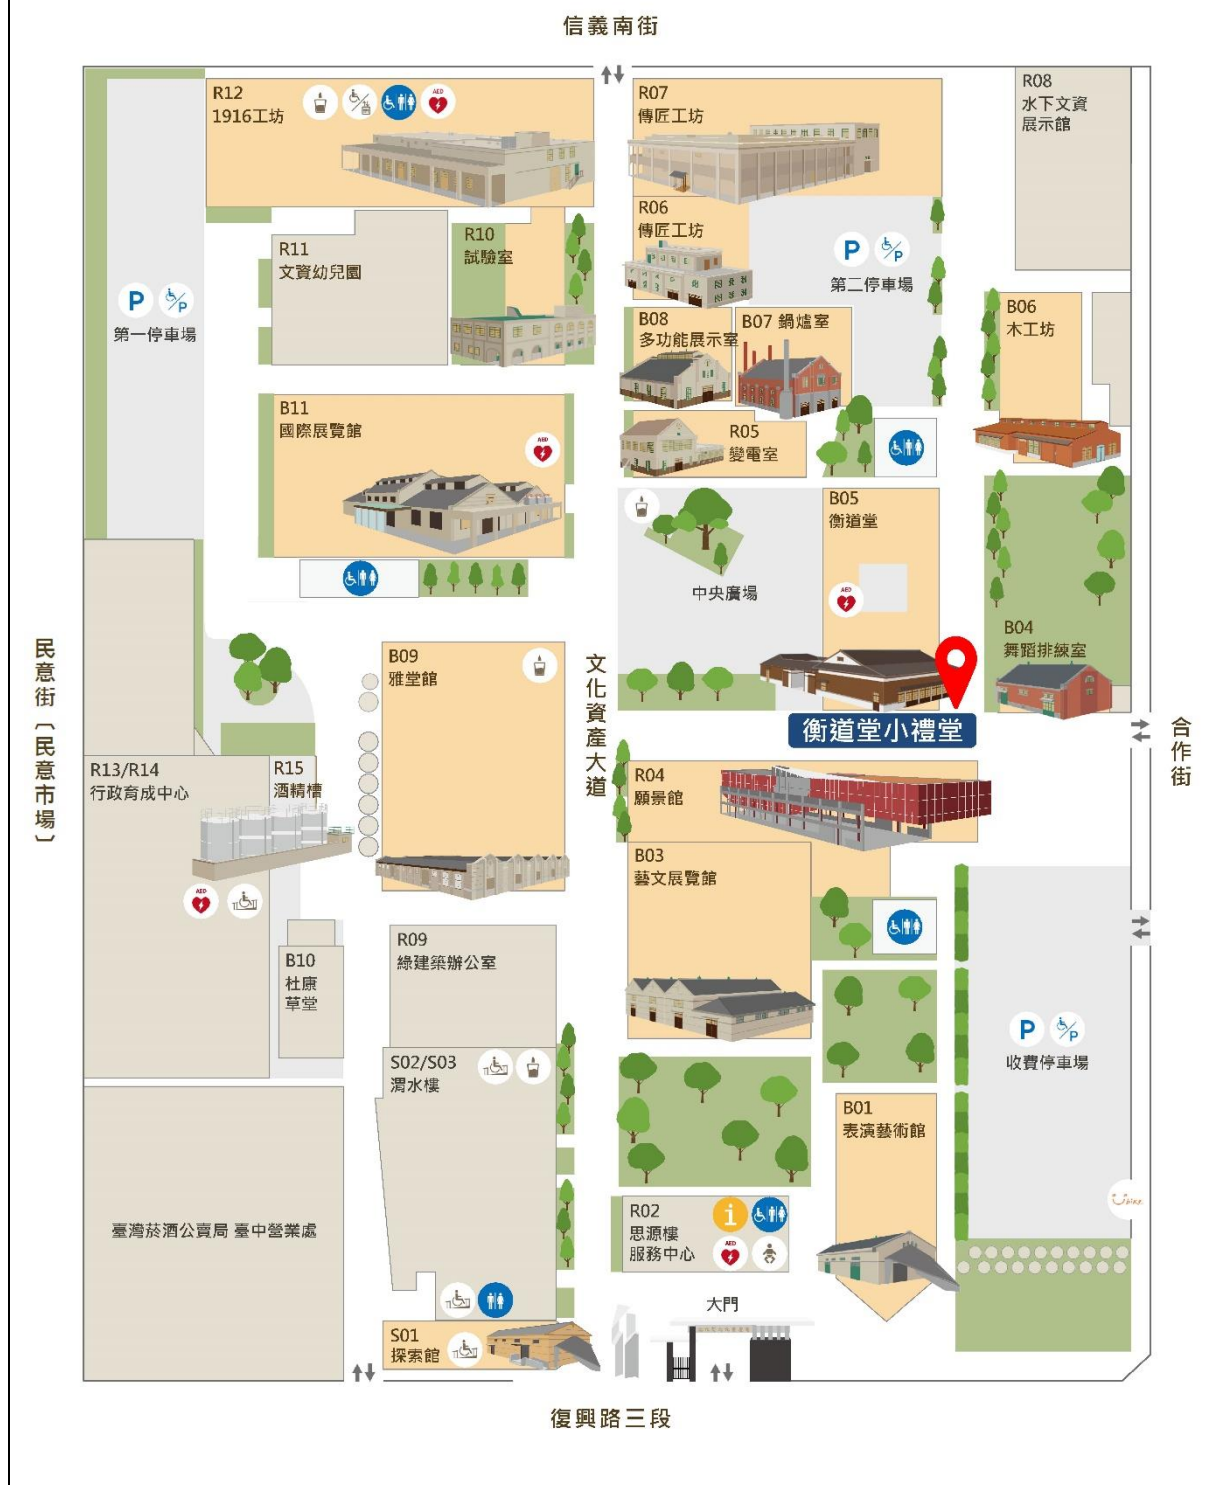 信義南街
R12
1916工坊
AED
R07
傳匠工坊
R08
水下文資
展示館
R11
文資幼兒園
R10
試驗室
R06
傳匠工坊
P
P
第二停車場
P
P
第一停車場
B08
多功能展示室
B07 鍋爐室
B06
木工坊
B11
國際展覽館
AED
R05
變電室
B05
衡道堂
AED
中央廣場
B04
舞蹈排練室
衡道堂小禮堂
B09
雅堂館
文化資產大道
民意街(民意市場)
合作街
R13/R14
行政育成中心
R15
酒精槽
AED
R04
願景館
B03
藝文展覽館
B10
杜康
草堂
R09
綠建築辦公室
S02/S03
渭水樓
P
P
收費停車場
B01
表演藝術館
臺灣菸酒公賣局 臺中營業處
R02
思源樓
服務中心
i
AED
Ubike
大門
S01
探索館
復興路三段